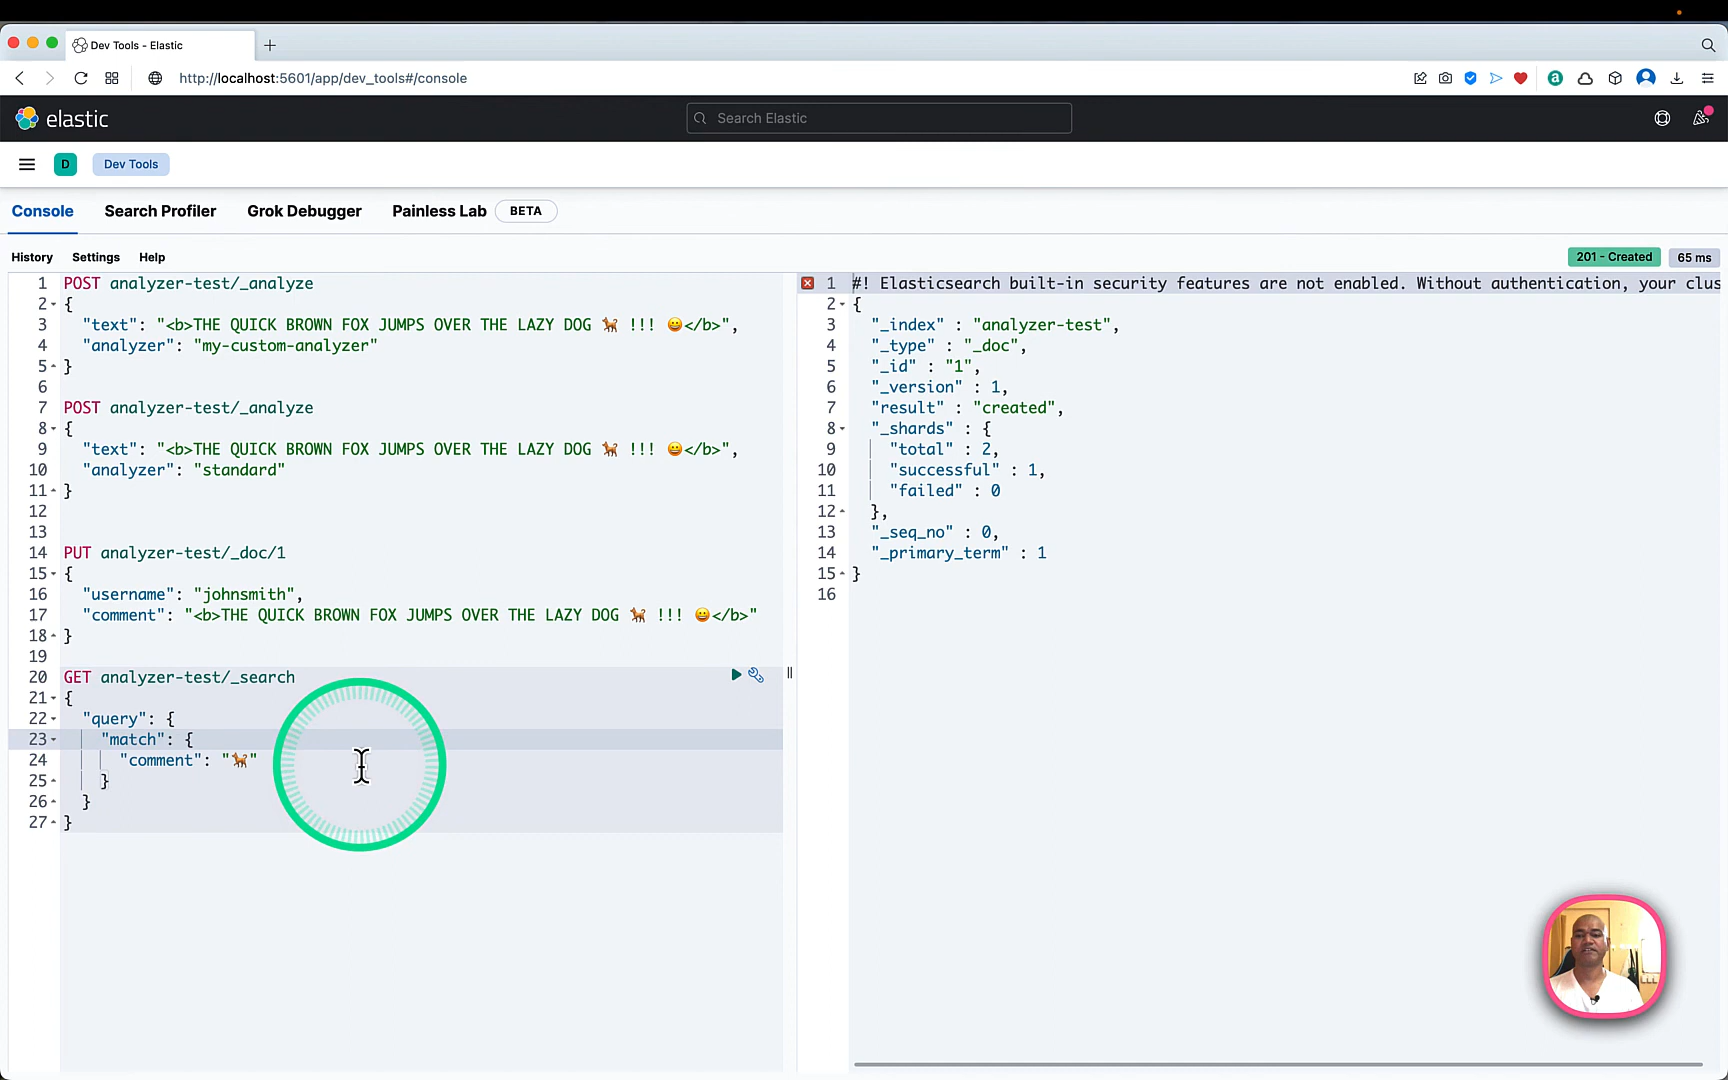 Dev Tools - Elastic
http://localhost:5601/app/dev_tools#/console
elastic
Search Elastic
D
Dev Tools
Console
Search Profiler
Grok Debugger
Painless Lab
BETA
History
Settings
Help
201 - Created
65 ms
1 POST analyzer-test/_analyze
2 {
3 "text": "<b>THE QUICK BROWN FOX JUMPS OVER THE LAZY DOG 🐕 !!! 😀</b>",
4 "analyzer": "my-custom-analyzer"
5 }
6
7 POST analyzer-test/_analyze
8 {
9 "text": "<b>THE QUICK BROWN FOX JUMPS OVER THE LAZY DOG 🐕 !!! 😀</b>",
10 "analyzer": "standard"
11 }
12
13
14 PUT analyzer-test/_doc/1
15 {
16 "username": "johnsmith",
17 "comment": "<b>THE QUICK BROWN FOX JUMPS OVER THE LAZY DOG 🐕 !!! 😀</b>"
18 }
19
20 GET analyzer-test/_search
21 {
22 "query": {
23 "match": {
24 "comment": "🐕"
25 }
26 }
27 }
1 #! Elasticsearch built-in security features are not enabled. Without authentication, your clus
2 {
3 "_index" : "analyzer-test",
4 "_type" : "_doc",
5 "_id" : "1",
6 "_version" : 1,
7 "result" : "created",
8 "_shards" : {
9 "total" : 2,
10 "successful" : 1,
11 "failed" : 0
12 },
13 "_seq_no" : 0,
14 "_primary_term" : 1
15 }
16